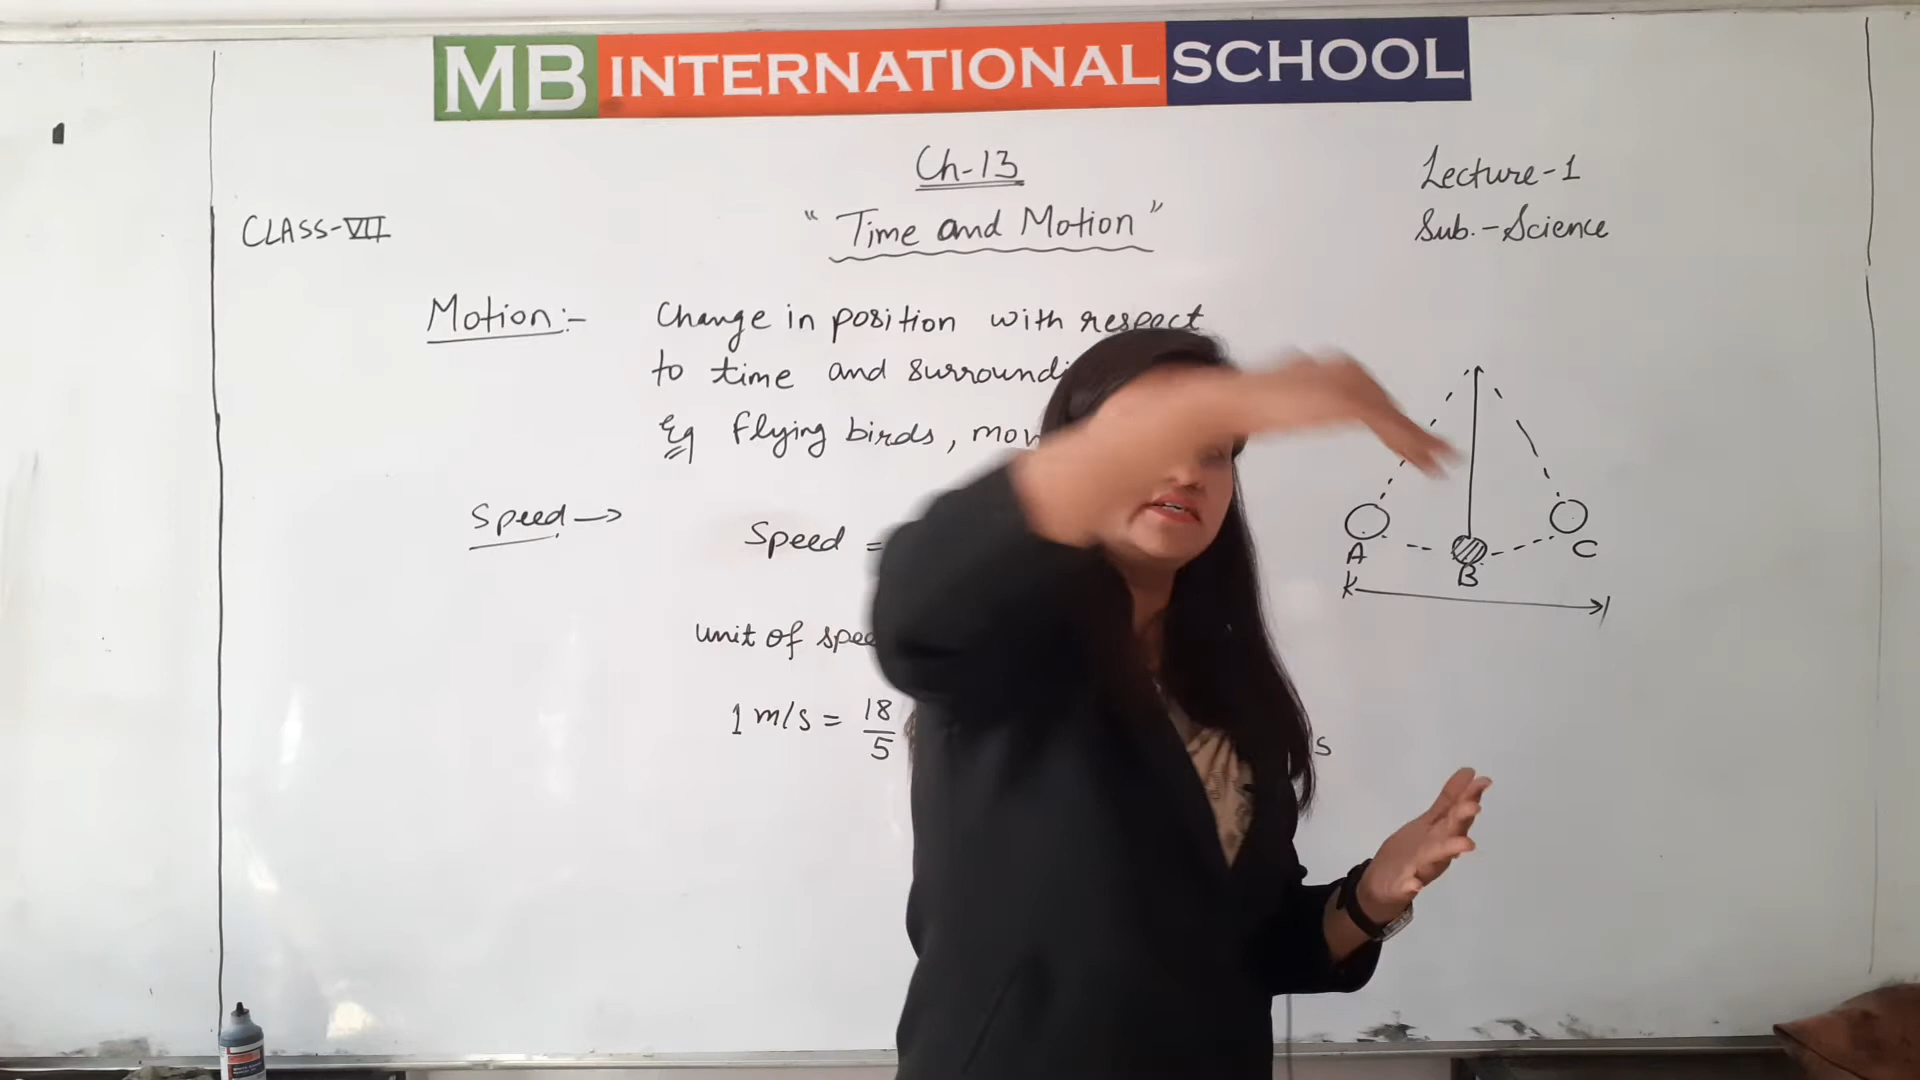 MB INTERNATIONAL SCHOOL
Ch-13
Lecture-1
CLASS-VII
"Time and Motion"
Sub.-Science
Motion:- Change in position with respect
to time and
Eg flying birds,
Speed → Speed =
unit of
1 m/s = 18/5
s
A
B
C